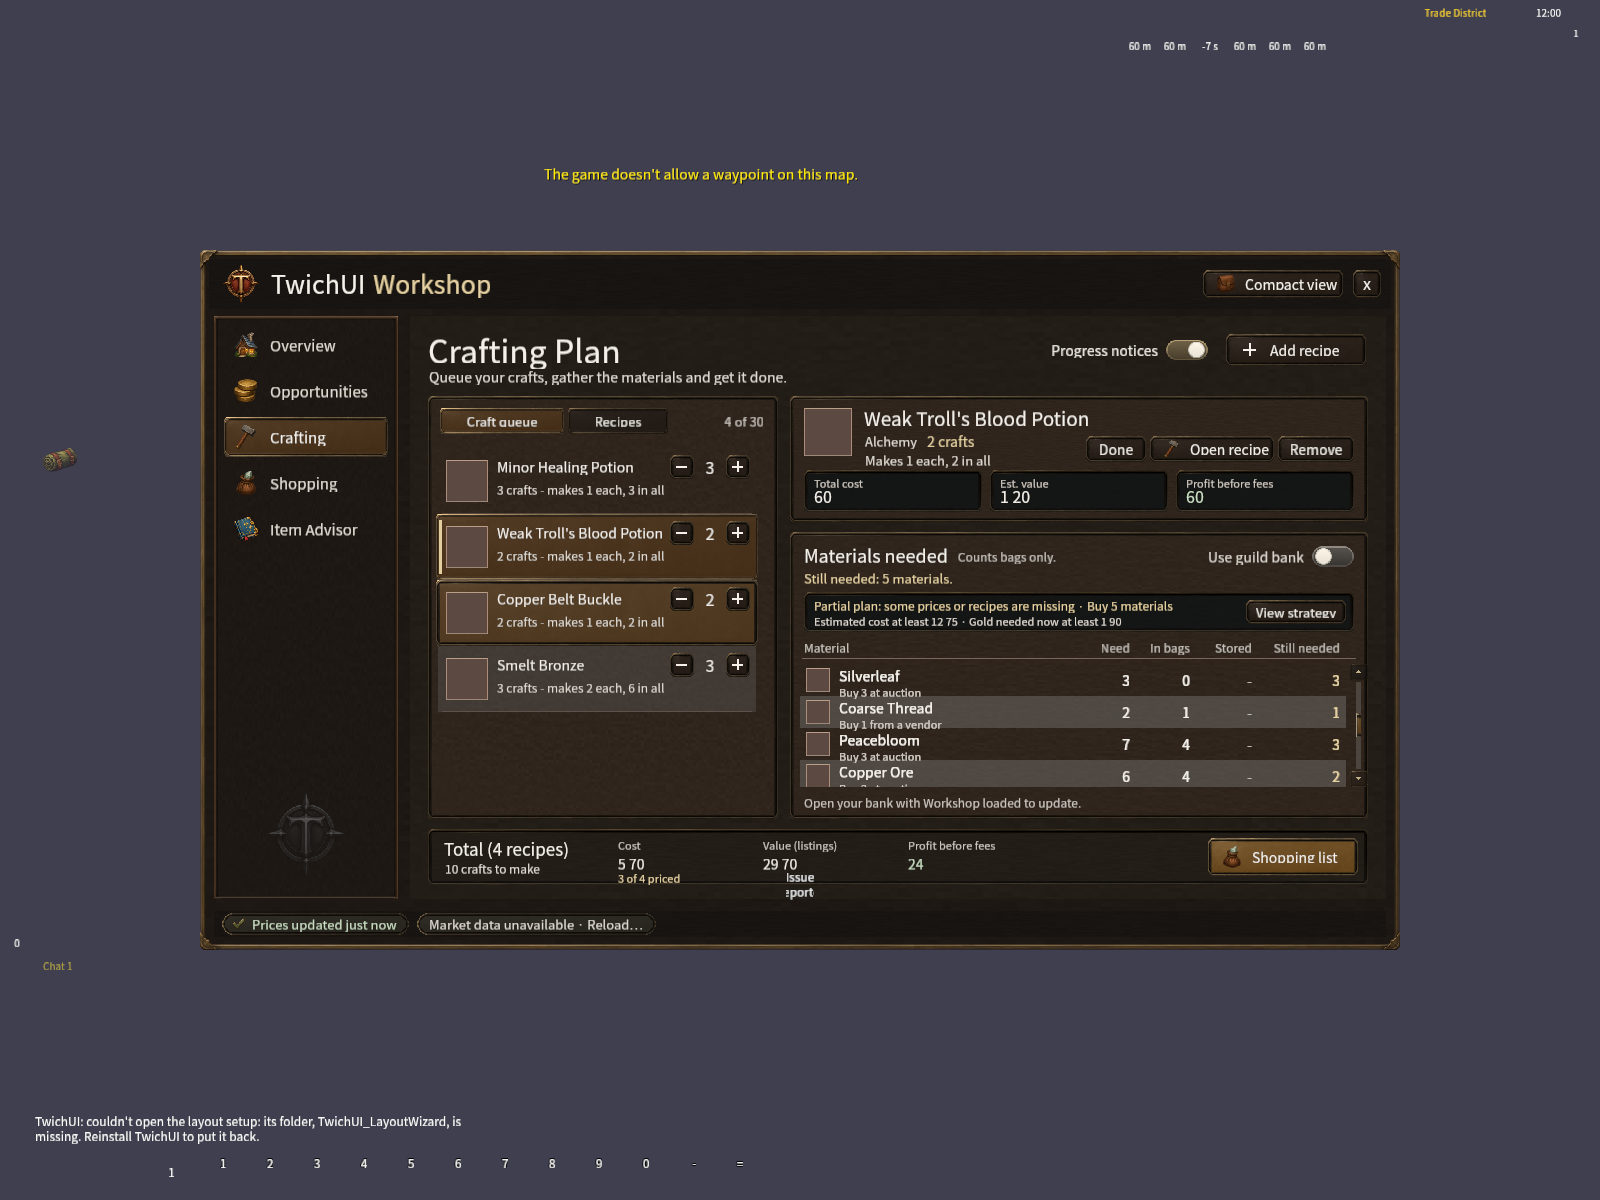 Trade District
12:00
1
60 m 60 m -7 s 60 m 60 m 60 m
The game doesn't allow a waypoint on this map.
TwichUI Workshop
Compact view
x
Overview
Opportunities
Crafting
Shopping
Item Advisor
Crafting Plan
Queue your crafts, gather the materials and get it done.
Progress notices
+ Add recipe
Craft queue
Recipes
4 of 30
Minor Healing Potion
− 3 +
3 crafts - makes 1 each, 3 in all
Weak Troll's Blood Potion
− 2 +
2 crafts - makes 1 each, 2 in all
Copper Belt Buckle
− 2 +
2 crafts - makes 1 each, 2 in all
Smelt Bronze
− 3 +
3 crafts - makes 2 each, 6 in all
Weak Troll's Blood Potion
Alchemy 2 crafts
Makes 1 each, 2 in all
Done
Open recipe
Remove
Total cost
60
Est. value
1 20
Profit before fees
60
Materials needed Counts bags only.
Use guild bank
Still needed: 5 materials.
Partial plan: some prices or recipes are missing · Buy 5 materials
Estimated cost at least 12 75 · Gold needed now at least 1 90
View strategy
Material Need In bags Stored Still needed
Silverleaf 3 0 - 3
Buy 3 at auction
Coarse Thread 2 1 - 1
Buy 1 from a vendor
Peacebloom 7 4 - 3
Buy 3 at auction
Copper Ore 6 4 - 2
Open your bank with Workshop loaded to update.
Total (4 recipes)
10 crafts to make
Cost
5 70
3 of 4 priced
Value (listings)
29 70
Profit before fees
24
Shopping list
Prices updated just now
Market data unavailable · Reload...
0
Chat 1
TwichUI: couldn't open the layout setup: its folder, TwichUI_LayoutWizard, is
missing. Reinstall TwichUI to put it back.
1
1 2 3 4 5 6 7 8 9 0 - =